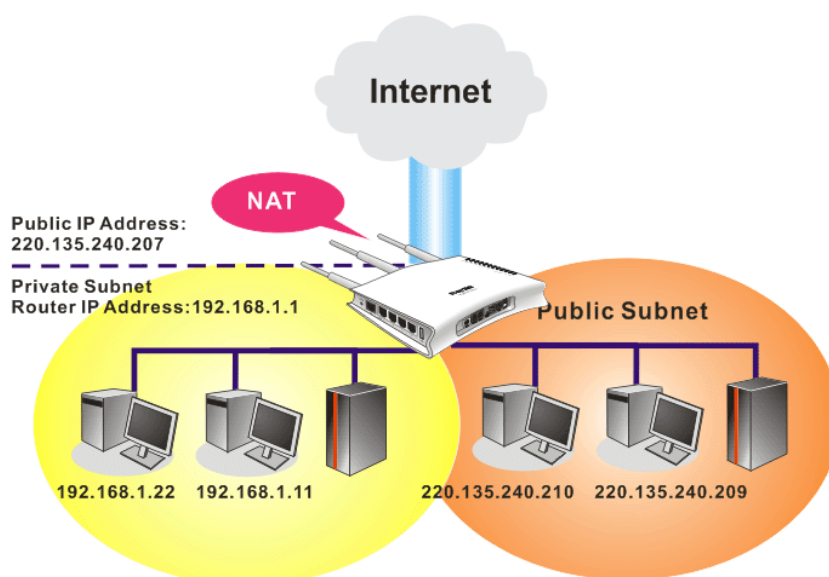 Internet
NAT
Public IP Address:
220.135.240.207
Private Subnet
Router IP Address:192.168.1.1
Public Subnet
192.168.1.22
192.168.1.11
220.135.240.210
220.135.240.209